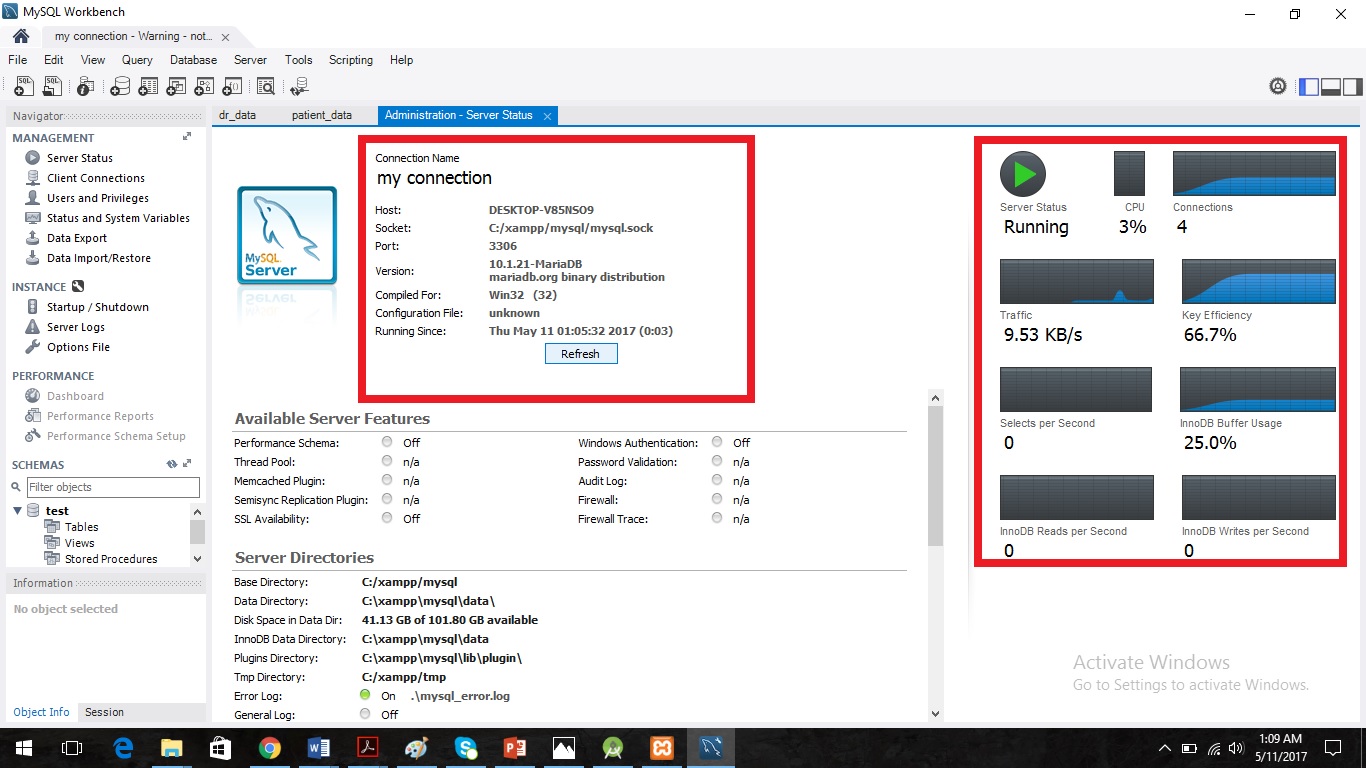 MySQL Workbench
my connection - Warning - not...
File Edit View Query Database Server Tools Scripting Help
Navigator
MANAGEMENT
Server Status
Client Connections
Users and Privileges
Status and System Variables
Data Export
Data Import/Restore
INSTANCE
Startup / Shutdown
Server Logs
Options File
PERFORMANCE
Dashboard
Performance Reports
Performance Schema Setup
SCHEMAS
Filter objects
test
Tables
Views
Stored Procedures
Information
No object selected
Object Info Session
dr_data patient_data Administration - Server Status
MySQL
Server
Connection Name
my connection
Host: DESKTOP-V85NSO9
Socket: C:/xampp/mysql/mysql.sock
Port: 3306
Version: 10.1.21-MariaDB
mariadb.org binary distribution
Compiled For: Win32 (32)
Configuration File: unknown
Running Since: Thu May 11 01:05:32 2017 (0:03)
Refresh
Available Server Features
Performance Schema: Off Windows Authentication: Off
Thread Pool: n/a Password Validation: n/a
Memcached Plugin: n/a Audit Log: n/a
Semisync Replication Plugin: n/a Firewall: n/a
SSL Availability: Off Firewall Trace: n/a
Server Directories
Base Directory: C:/xampp/mysql
Data Directory: C:\xampp\mysql\data\
Disk Space in Data Dir: 41.13 GB of 101.80 GB available
InnoDB Data Directory: C:\xampp\mysql\data
Plugins Directory: C:\xampp\mysql\lib\plugin\
Tmp Directory: C:/xampp/tmp
Error Log: On .\mysql_error.log
General Log: Off
Server Status CPU Connections
Running 3% 4
Traffic Key Efficiency
9.53 KB/s 66.7%
Selects per Second InnoDB Buffer Usage
0 25.0%
InnoDB Reads per Second InnoDB Writes per Second
0 0
Activate Windows
Go to Settings to activate Windows.
1:09 AM
5/11/2017